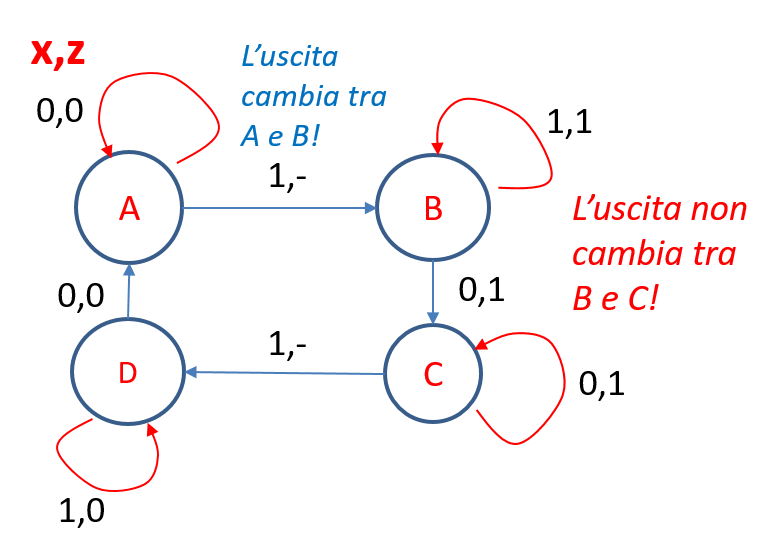 x,z
L'uscita
cambia tra
A e B!
0,0
1,-
1,1
A
B
L'uscita non
cambia tra
B e C!
0,0
0,1
1,-
D
C
0,1
1,0